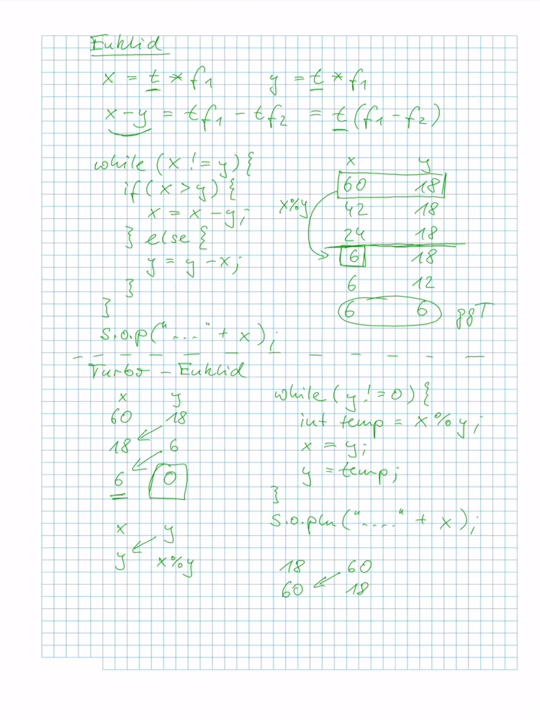 Euklid
x = t * f1    y = t * f1
x - y = tf1 - tf2 = t(f1 - f2)
while (x != y) {
if (x > y) {
x = x - y;
} else {
y = y - x;
}
}
S.o.p("...." + x);
x    y
60    18
x%y
42    18
24    18
6    18
6    12
6    6    ggT
Turbo - Euklid
x    y
60    18
18    6
6    0
x    y
y    x%y
while (y != 0) {
int temp = x%y;
x = y;
y = temp;
}
S.o.pln("....." + x);
18    60
60    18